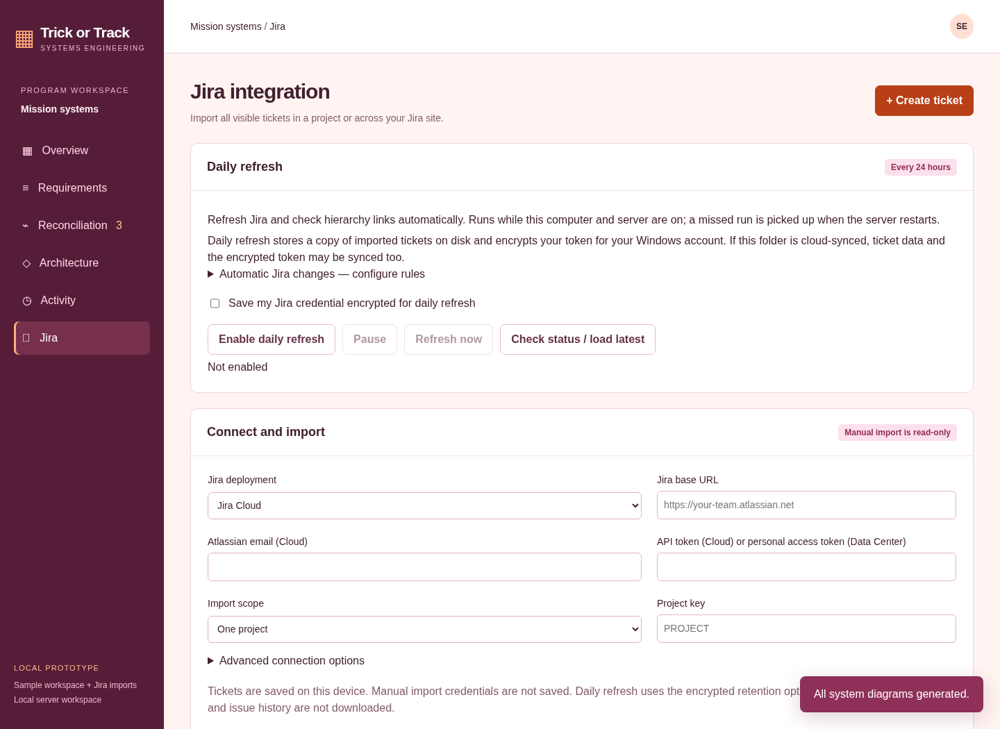 Trick or Track
SYSTEMS ENGINEERING
PROGRAM WORKSPACE
Mission systems
Overview
Requirements
Reconciliation 3
Architecture
Activity
Jira
LOCAL PROTOTYPE
Sample workspace + Jira imports
Local server workspace
Mission systems / Jira
SE
Jira integration
Import all visible tickets in a project or across your Jira site.
+ Create ticket
Daily refresh
Every 24 hours
Refresh Jira and check hierarchy links automatically. Runs while this computer and server are on; a missed run is picked up when the server restarts.
Daily refresh stores a copy of imported tickets on disk and encrypts your token for your Windows account. If this folder is cloud-synced, ticket data and
the encrypted token may be synced too.
Automatic Jira changes — configure rules
Save my Jira credential encrypted for daily refresh
Enable daily refresh
Pause
Refresh now
Check status / load latest
Not enabled
Connect and import
Manual import is read-only
Jira deployment
Jira base URL
Jira Cloud
https://your-team.atlassian.net
Atlassian email (Cloud)
API token (Cloud) or personal access token (Data Center)
Import scope
Project key
One project
PROJECT
Advanced connection options
Tickets are saved on this device. Manual import credentials are not saved. Daily refresh uses the encrypted retention
and issue history are not downloaded.
All system diagrams generated.